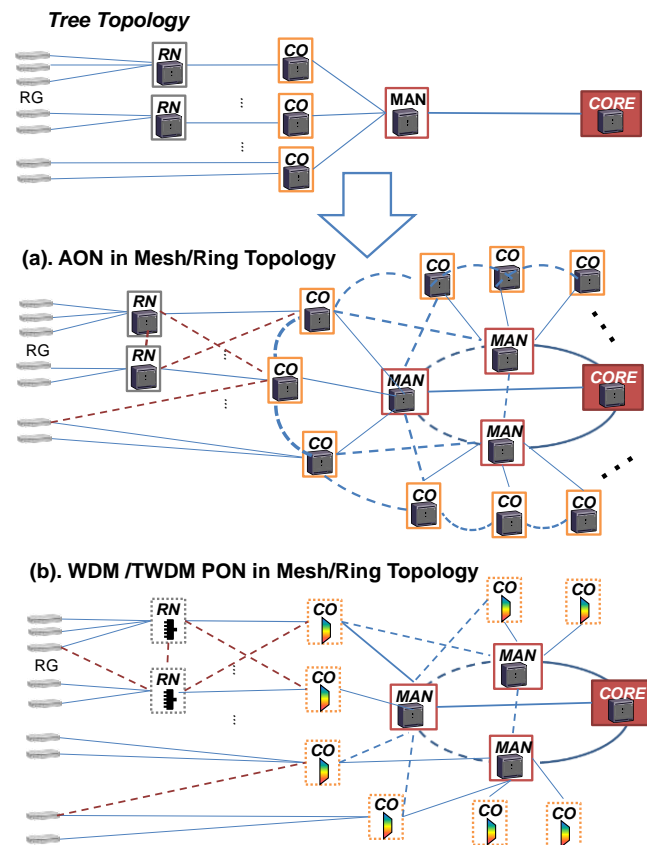 Tree Topology
RN
CO
RG
RN
CO
MAN
CORE
CO
(a). AON in Mesh/Ring Topology
CO
CO
CO
RN
CO
RG
RN
CO
MAN
MAN
CORE
MAN
CO
CO
CO
CO
(b). WDM /TWDM PON in Mesh/Ring Topology
CO
CO
RN
CO
RG
RN
CO
MAN
MAN
CORE
CO
MAN
CO
CO
CO